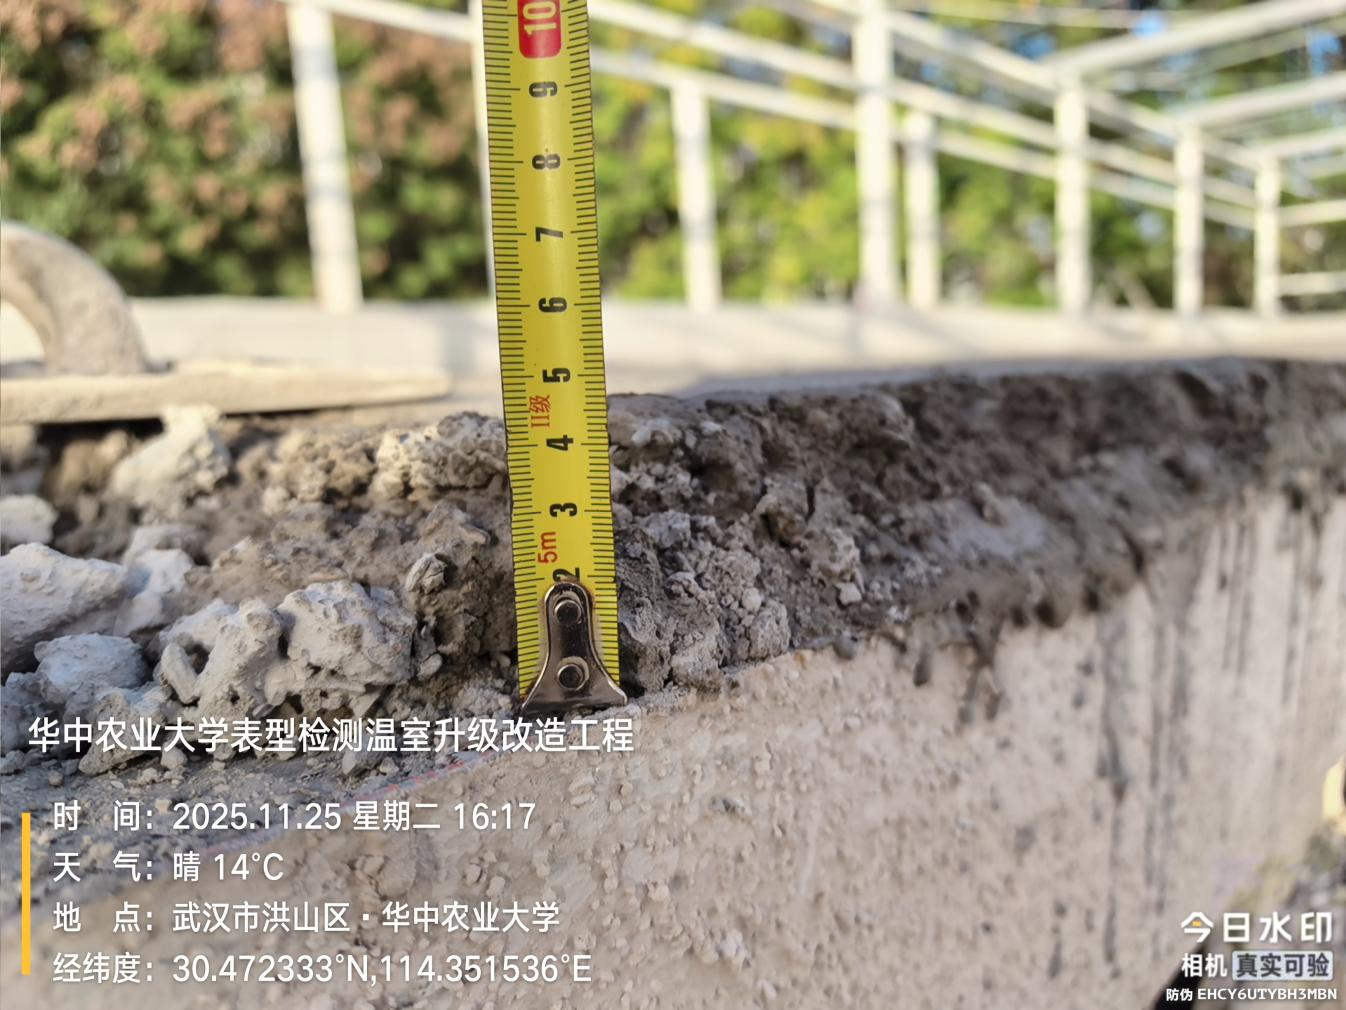 10
9
8
7
6
5
II级
4
3
5m
2
华中农业大学表型检测温室升级改造工程
时 间：2025.11.25 星期二 16:17
天 气：晴 14°C
地 点：武汉市洪山区·华中农业大学
经纬度：30.472333°N,114.351536°E
今日水印
相机 真实可验
防伪 EHCY6UTYBH3MBN